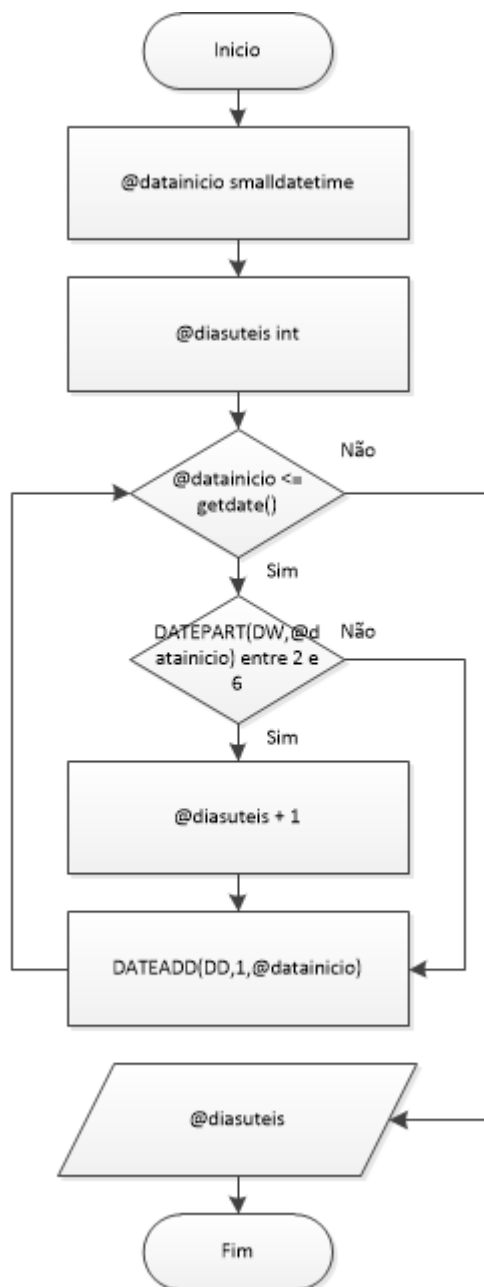 Inicio
@datainicio smalldatetime
@diasuteis int
@datainicio <=
getdate()
Não
Sim
DATEPART(DW,@d
atainicio) entre 2 e
6
Não
Sim
@diasuteis + 1
DATEADD(DD,1,@datainicio)
@diasuteis
Fim